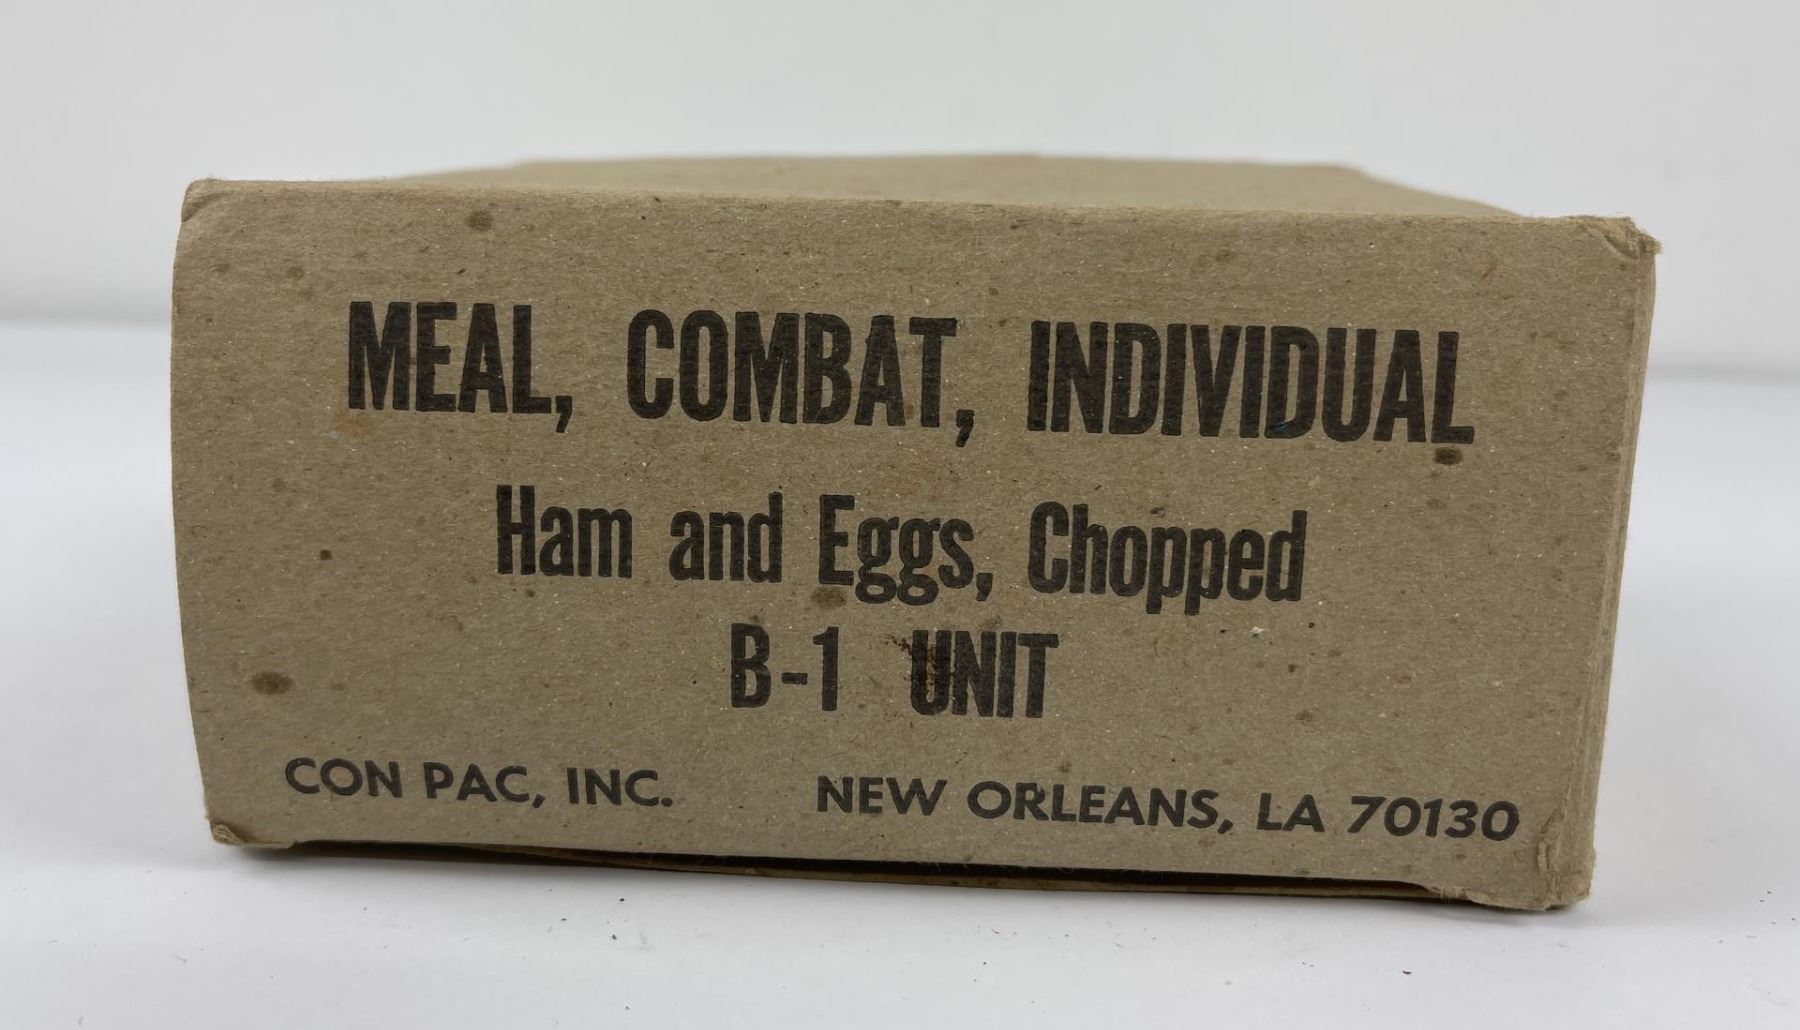 MEAL, COMBAT, INDIVIDUAL
Ham and Eggs, Chopped
B-1 UNIT
CON PAC, INC. NEW ORLEANS, LA 70130